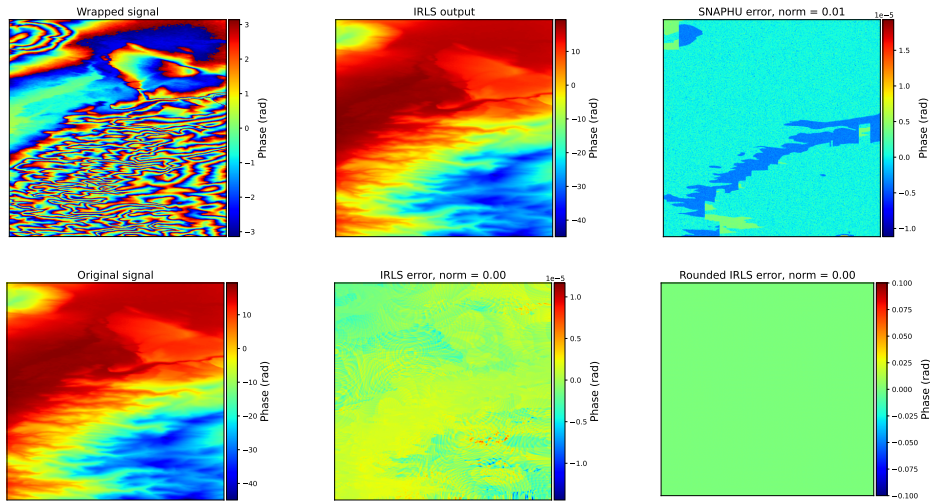 Wrapped signal
3
2
1
0
−1
−2
−3
Phase (rad)
IRLS output
10
0
−10
−20
−30
−40
Phase (rad)
SNAPHU error, norm = 0.01
1e−5
1.5
1.0
0.5
0.0
−0.5
−1.0
Phase (rad)
Original signal
10
0
−10
−20
−30
−40
Phase (rad)
IRLS error, norm = 0.00
1e−5
1.0
0.5
0.0
−0.5
−1.0
Phase (rad)
Rounded IRLS error, norm = 0.00
0.100
0.075
0.050
0.025
0.000
−0.025
−0.050
−0.075
−0.100
Phase (rad)